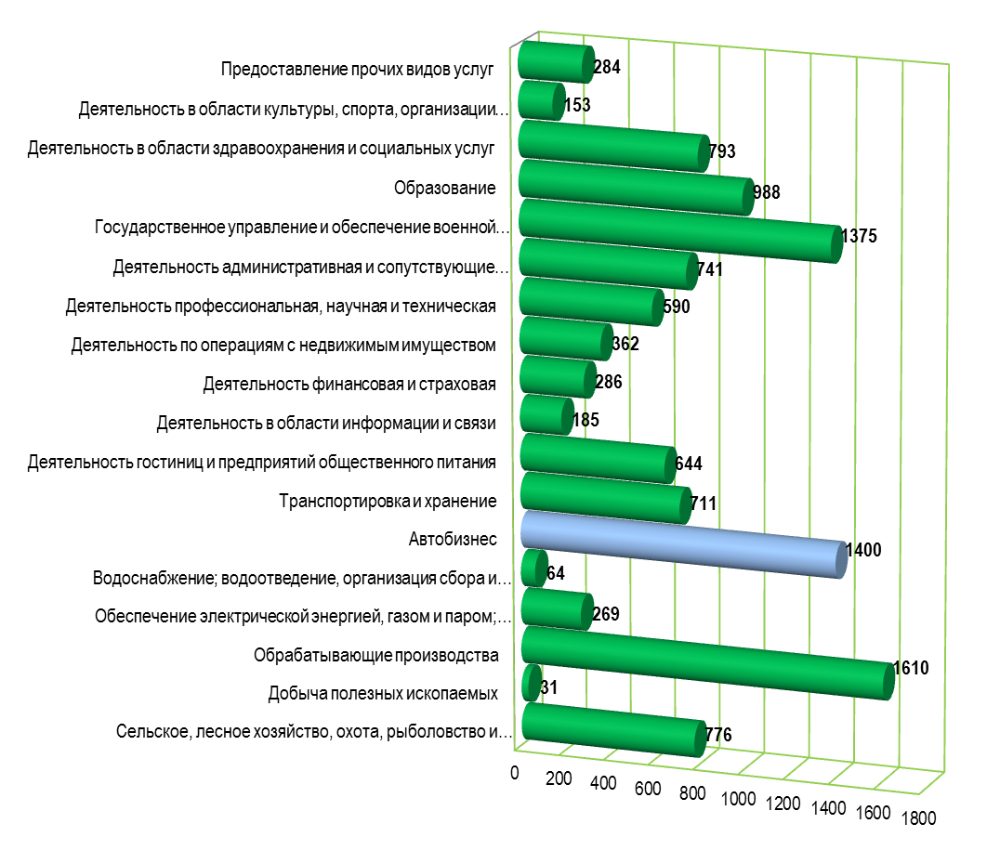 Предоставление прочих видов услуг 284
Деятельность в области культуры, спорта, организации… 153
Деятельность в области здравоохранения и социальных услуг 793
Образование 988
Государственное управление и обеспечение военной… 1375
Деятельность административная и сопутствующие… 741
Деятельность профессиональная, научная и техническая 590
Деятельность по операциям с недвижимым имуществом 362
Деятельность финансовая и страховая 286
Деятельность в области информации и связи 185
Деятельность гостиниц и предприятий общественного питания 644
Транспортировка и хранение 711
Автобизнес 1400
Водоснабжение; водоотведение, организация сбора и… 64
Обеспечение электрической энергией, газом и паром;… 269
Обрабатывающие производства 1610
Добыча полезных ископаемых 31
Сельское, лесное хозяйство, охота, рыболовство и… 776
0 200 400 600 800 1000 1200 1400 1600 1800